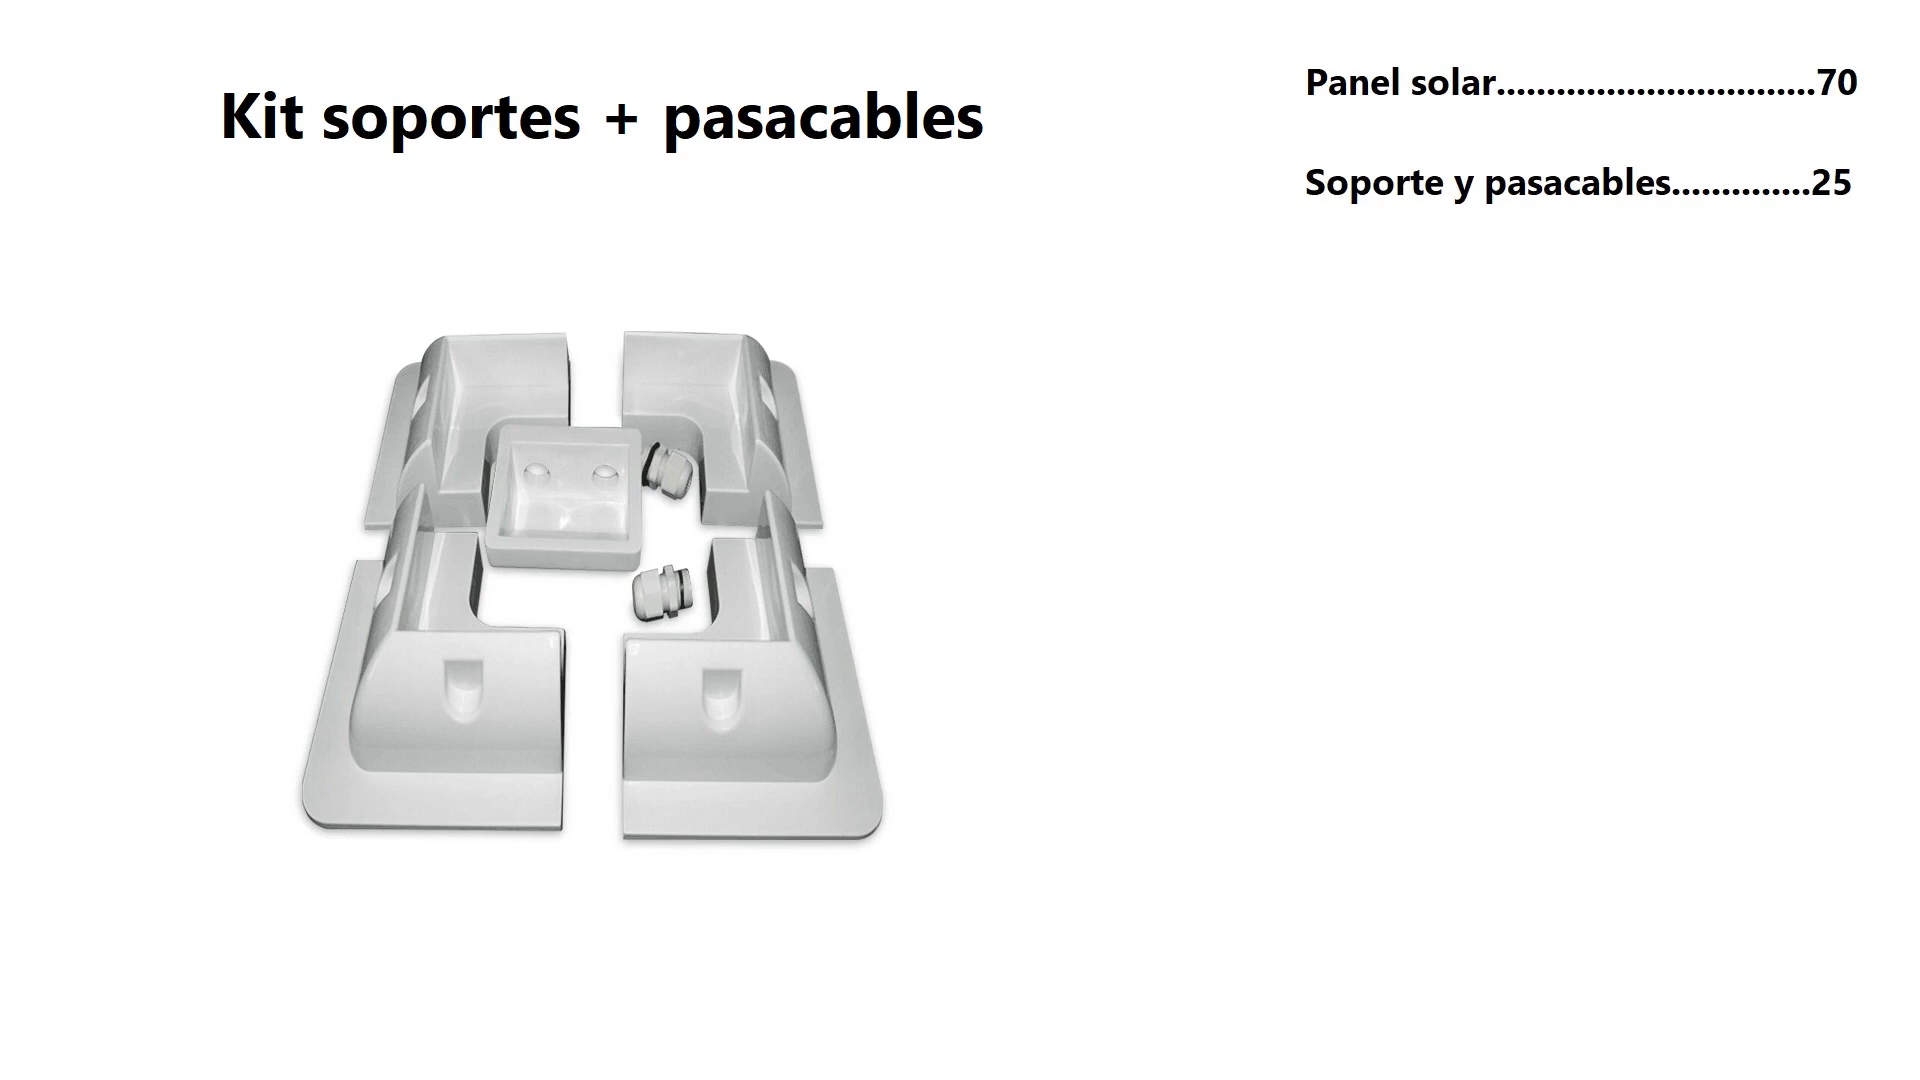 Kit soportes + pasacables
Panel solar................................70
Soporte y pasacables..............25